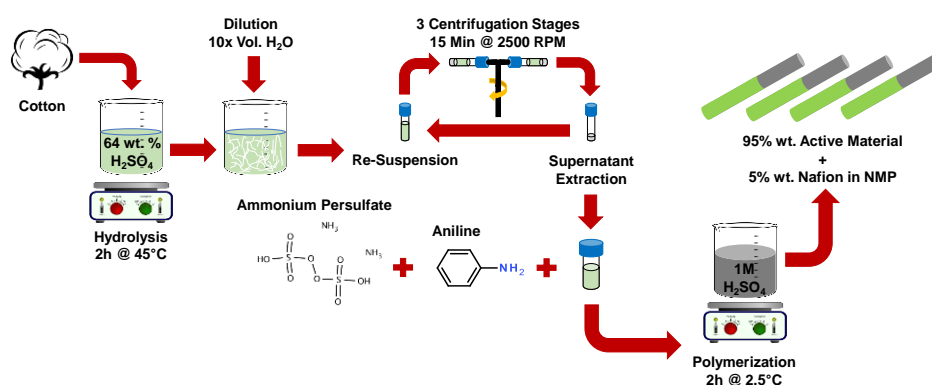 Dilution
10x Vol. H₂O
3 Centrifugation Stages
15 Min @ 2500 RPM
Cotton
64 wt. %
H₂SO₄
Re-Suspension
Supernatant
Extraction
95% wt. Active Material
+
5% wt. Nafion in NMP
Hydrolysis
2h @ 45°C
Ammonium Persulfate
NH₃
NH₃
O
O
HO
S
O
O
S
OH
O
O
+
Aniline
NH₂
+
1M
H₂SO₄
Polymerization
2h @ 2.5°C